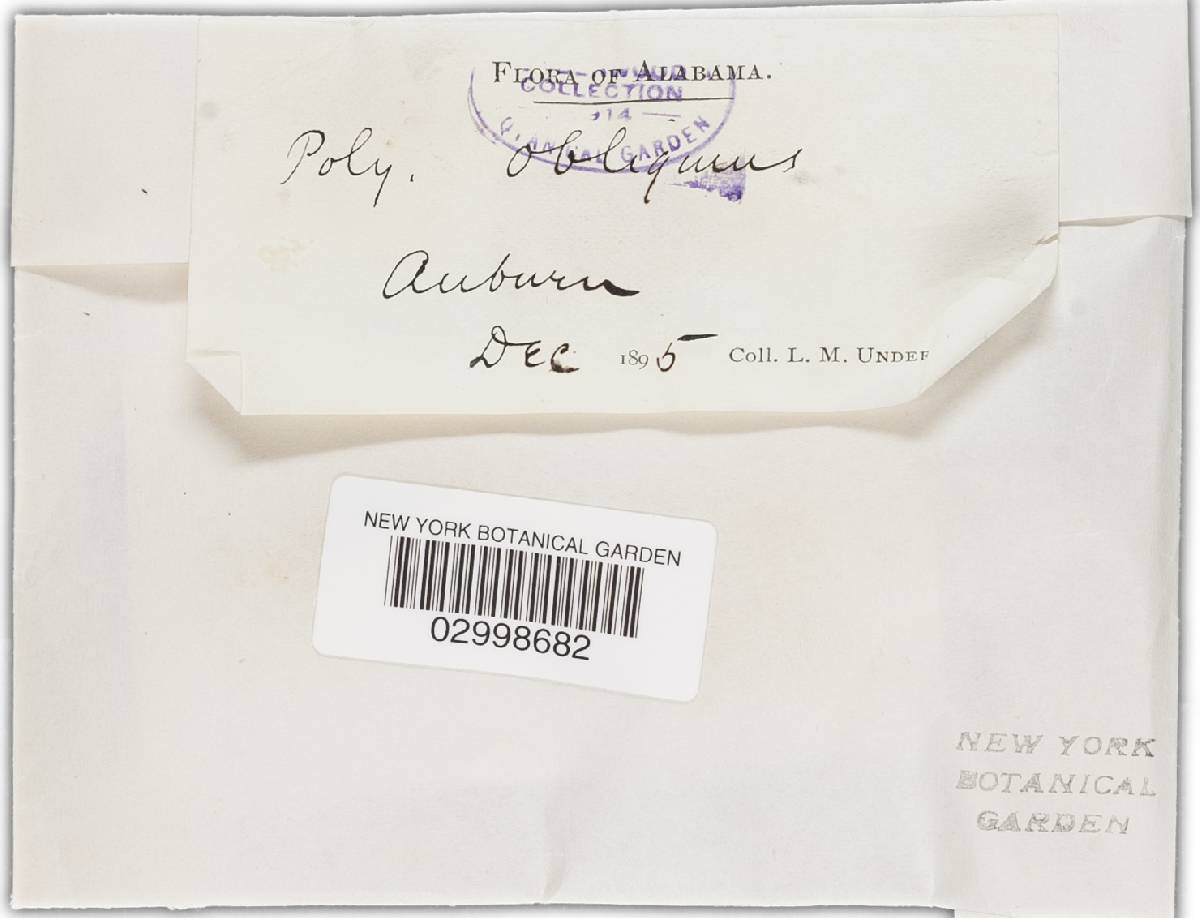 FLORA OF ALABAMA.
COLLECTION
14
GARDEN
Poly. obliquus
Auburn
Dec 1895 Coll. L. M. UNDER
NEW YORK BOTANICAL GARDEN
02998682
NEW YORK
BOTANICAL
GARDEN